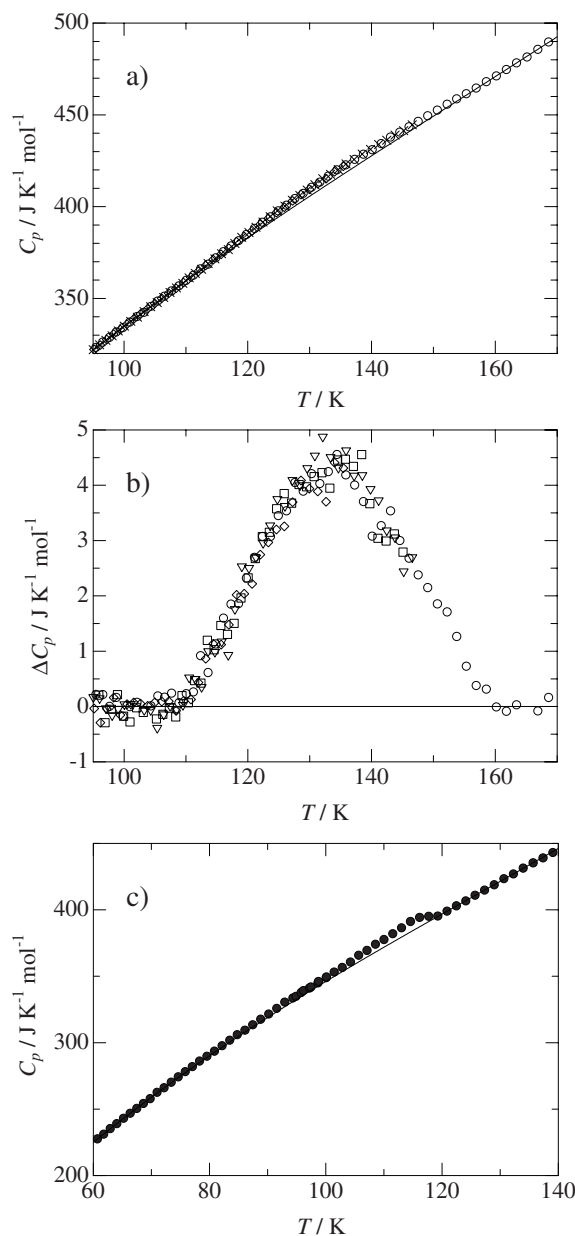 500
a)
450
400
350
C_p / J K⁻¹ mol⁻¹
100 120 140 160
T / K
5
b)
4
3
2
1
0
-1
ΔC_p / J K⁻¹ mol⁻¹
100 120 140 160
T / K
c)
400
300
200
C_p / J K⁻¹ mol⁻¹
60 80 100 120 140
T / K